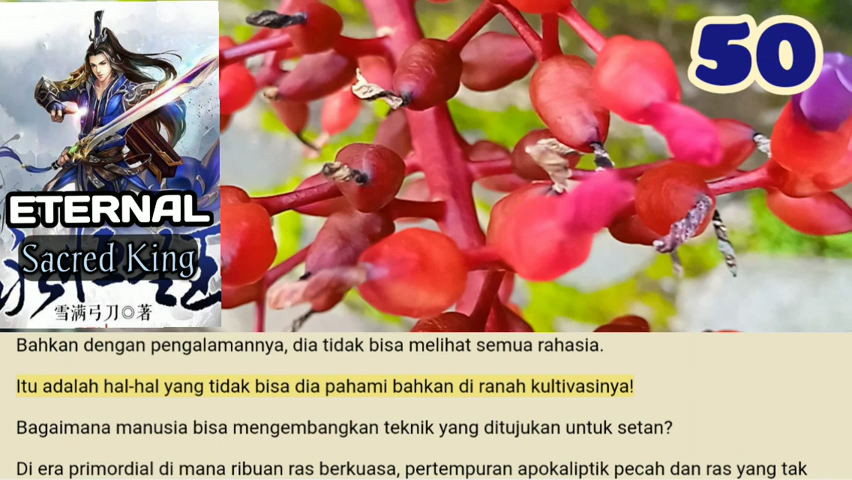 50
ETERNAL
Sacred King
雪满弓刀◎著
Bahkan dengan pengalamannya, dia tidak bisa melihat semua rahasia.
Itu adalah hal-hal yang tidak bisa dia pahami bahkan di ranah kultivasinya!
Bagaimana manusia bisa mengembangkan teknik yang ditujukan untuk setan?
Di era primordial di mana ribuan ras berkuasa, pertempuran apokaliptik pecah dan ras yang tak